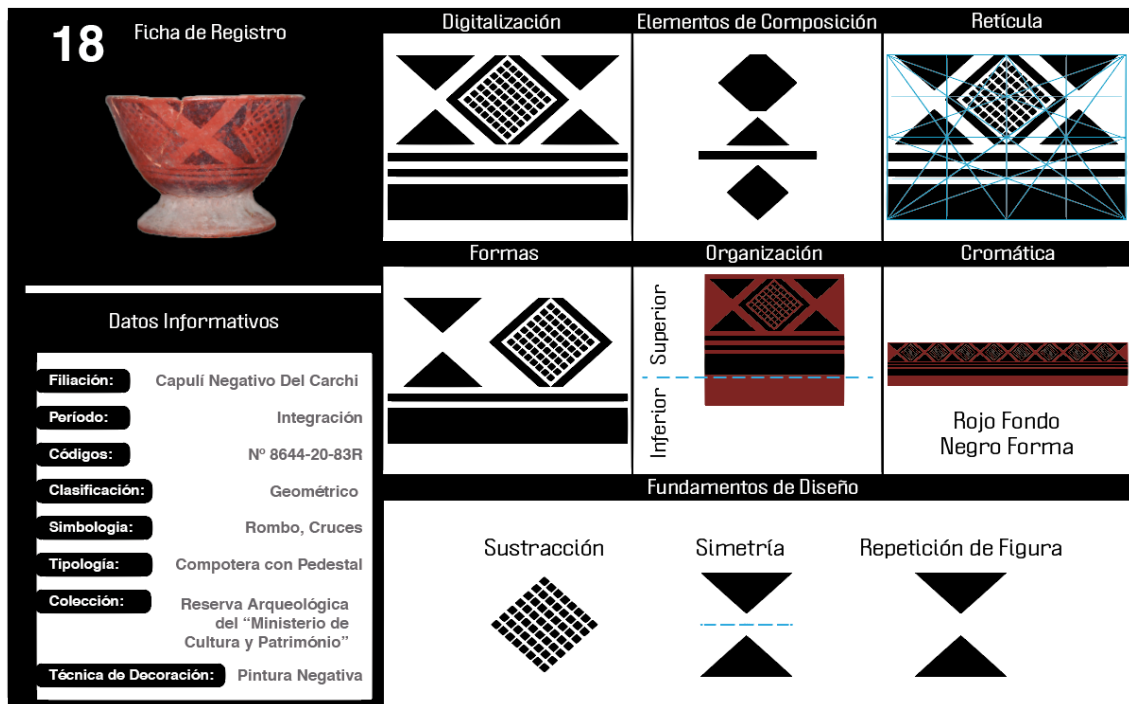 18
Ficha de Registro
Datos Informativos
Filiación: Capulí Negativo Del Carchi
Período: Integración
Códigos: Nº 8644-20-83R
Clasificación: Geométrico
Simbologia: Rombo, Cruces
Tipología: Compotera con Pedestal
Colección: Reserva Arqueológica
del “Ministerio de
Cultura y Património”
Técnica de Decoración: Pintura Negativa
Digitalización
Elementos de Composición
Retícula
Formas
Organización
Superior
Inferior
Cromática
Rojo Fondo
Negro Forma
Fundamentos de Diseño
Sustracción
Simetría
Repetición de Figura